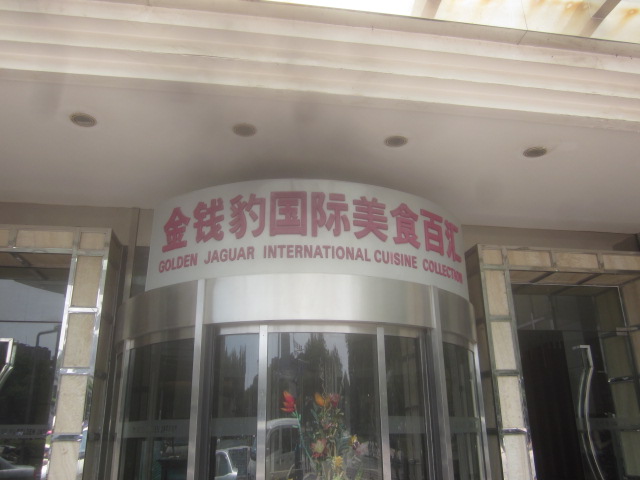 金钱豹国际美食百汇
GOLDEN JAGUAR INTERNATIONAL CUISINE COLLECTION